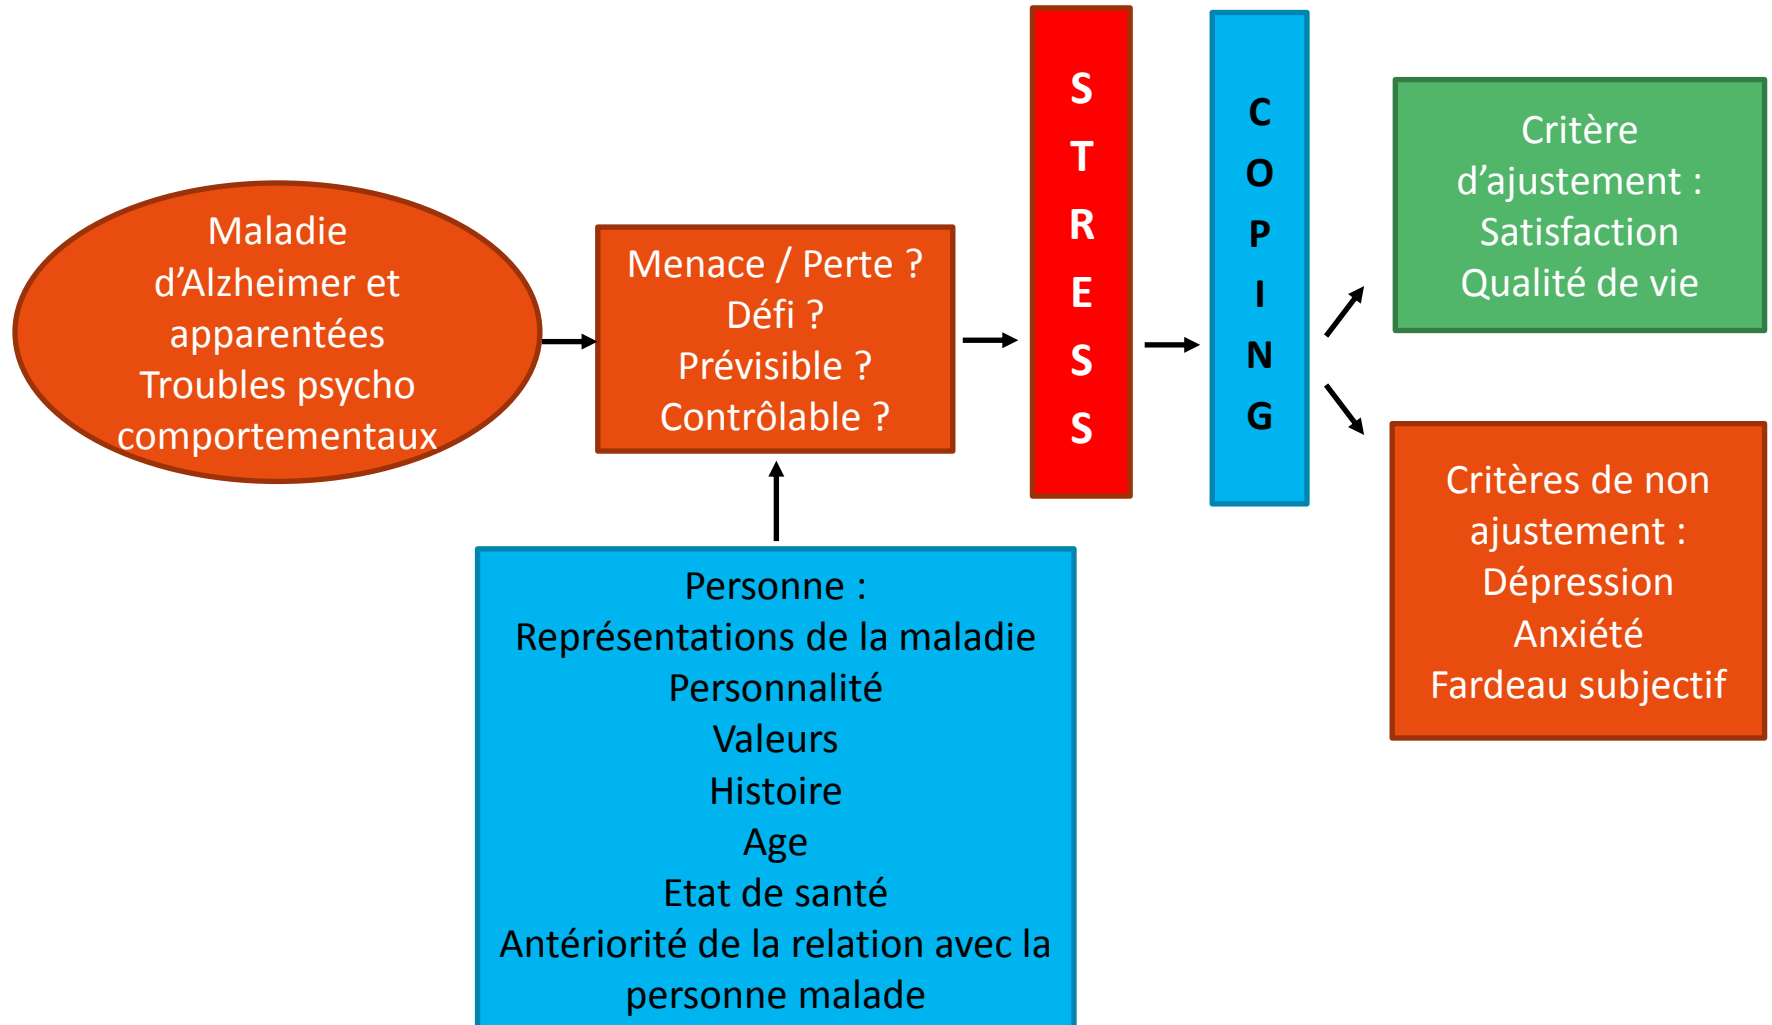 Maladie
d'Alzheimer et
apparentées
Troubles psycho
comportementaux
Menace / Perte ?
Défi ?
Prévisible ?
Contrôlable ?
Personne :
Représentations de la maladie
Personnalité
Valeurs
Histoire
Age
Etat de santé
Antériorité de la relation avec la
personne malade
S
T
R
E
S
S
C
O
P
I
N
G
Critère
d'ajustement :
Satisfaction
Qualité de vie
Critères de non
ajustement :
Dépression
Anxiété
Fardeau subjectif